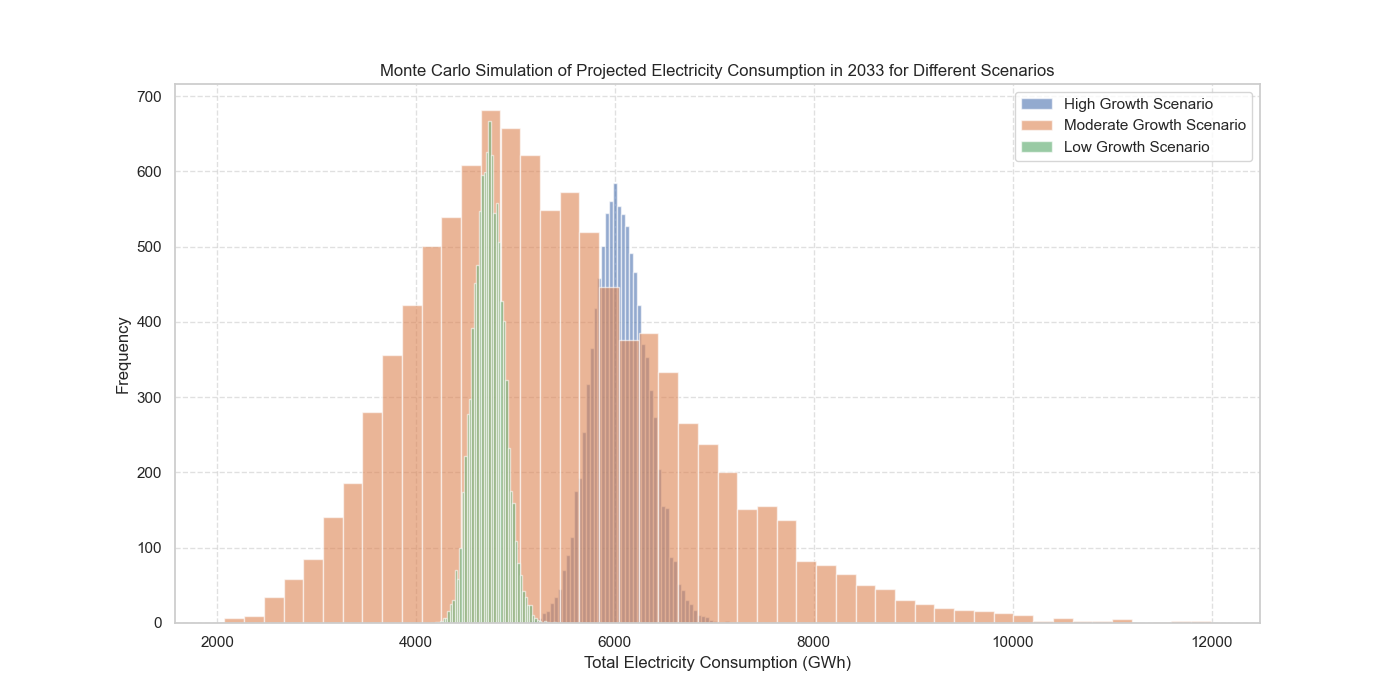 Monte Carlo Simulation of Projected Electricity Consumption in 2033 for Different Scenarios
High Growth Scenario
Moderate Growth Scenario
Low Growth Scenario
Frequency
700
600
500
400
300
200
100
0
2000 4000 6000 8000 10000 12000
Total Electricity Consumption (GWh)